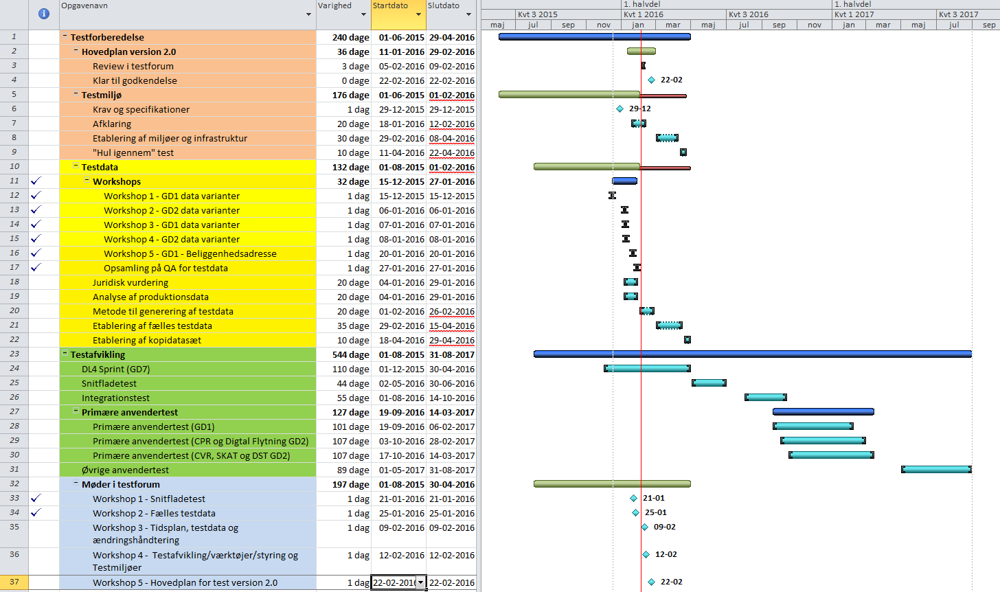 Opgavenavn Varighed Startdato Slutdato
1. halvdel 1. halvdel
Kvt 3 2015 Kvt 1 2016 Kvt 3 2016 Kvt 1 2017 Kvt 3 2017
maj jul sep nov jan mar maj jul sep nov jan mar maj jul sep
1 Testforberedelse 240 dage 01-06-2015 29-04-2016
2 Hovedplan version 2.0 36 dage 11-01-2016 29-02-2016
3 Review i testforum 3 dage 05-02-2016 09-02-2016
4 Klar til godkendelse 0 dage 22-02-2016 22-02-2016 22-02
5 Testmiljø 176 dage 01-06-2015 01-02-2016
6 Krav og specifikationer 1 dag 29-12-2015 29-12-2015 29-12
7 Afklaring 20 dage 18-01-2016 12-02-2016
8 Etablering af miljøer og infrastruktur 30 dage 29-02-2016 08-04-2016
9 "Hul igennem" test 10 dage 11-04-2016 22-04-2016
10 Testdata 132 dage 01-08-2015 01-02-2016
11 Workshops 32 dage 15-12-2015 27-01-2016
12 Workshop 1 - GD1 data varianter 1 dag 15-12-2015 15-12-2015
13 Workshop 2 - GD2 data varianter 1 dag 06-01-2016 06-01-2016
14 Workshop 3 - GD1 data varianter 1 dag 07-01-2016 07-01-2016
15 Workshop 4 - GD2 data varianter 1 dag 08-01-2016 08-01-2016
16 Workshop 5 - GD1 - Beliggenhedsadresse 1 dag 20-01-2016 20-01-2016
17 Opsamling på QA for testdata 1 dag 27-01-2016 27-01-2016
18 Juridisk vurdering 20 dage 04-01-2016 29-01-2016
19 Analyse af produktionsdata 20 dage 04-01-2016 29-01-2016
20 Metode til generering af testdata 20 dage 01-02-2016 26-02-2016
21 Etablering af fælles testdata 35 dage 29-02-2016 15-04-2016
22 Etablering af kopidatasæt 10 dage 18-04-2016 29-04-2016
23 Testafvikling 544 dage 01-08-2015 31-08-2017
24 DL4 Sprint (GD7) 110 dage 01-12-2015 30-04-2016
25 Snitfladetest 44 dage 02-05-2016 30-06-2016
26 Integrationstest 55 dage 01-08-2016 14-10-2016
27 Primære anvendertest 127 dage 19-09-2016 14-03-2017
28 Primære anvendertest (GD1) 101 dage 19-09-2016 06-02-2017
29 Primære anvendertest (CPR og Digtal Flytning GD2) 107 dage 03-10-2016 28-02-2017
30 Primære anvendertest (CVR, SKAT og DST GD2) 107 dage 17-10-2016 14-03-2017
31 Øvrige anvendertest 89 dage 01-05-2017 31-08-2017
32 Møder i testforum 197 dage 01-08-2015 30-04-2016
33 Workshop 1 - Snitfladetest 1 dag 21-01-2016 21-01-2016 21-01
34 Workshop 2 - Fælles testdata 1 dag 25-01-2016 25-01-2016 25-01
35 Workshop 3 - Tidsplan, testdata og 1 dag 09-02-2016 09-02-2016 09-02
ændringshåndtering
36 Workshop 4 - Testafvikling/værktøjer/styring og 1 dag 12-02-2016 12-02-2016 12-02
Testmiljøer
37 Workshop 5 - Hovedplan for test version 2.0 1 dag 22-02-201 22-02-2016 22-02